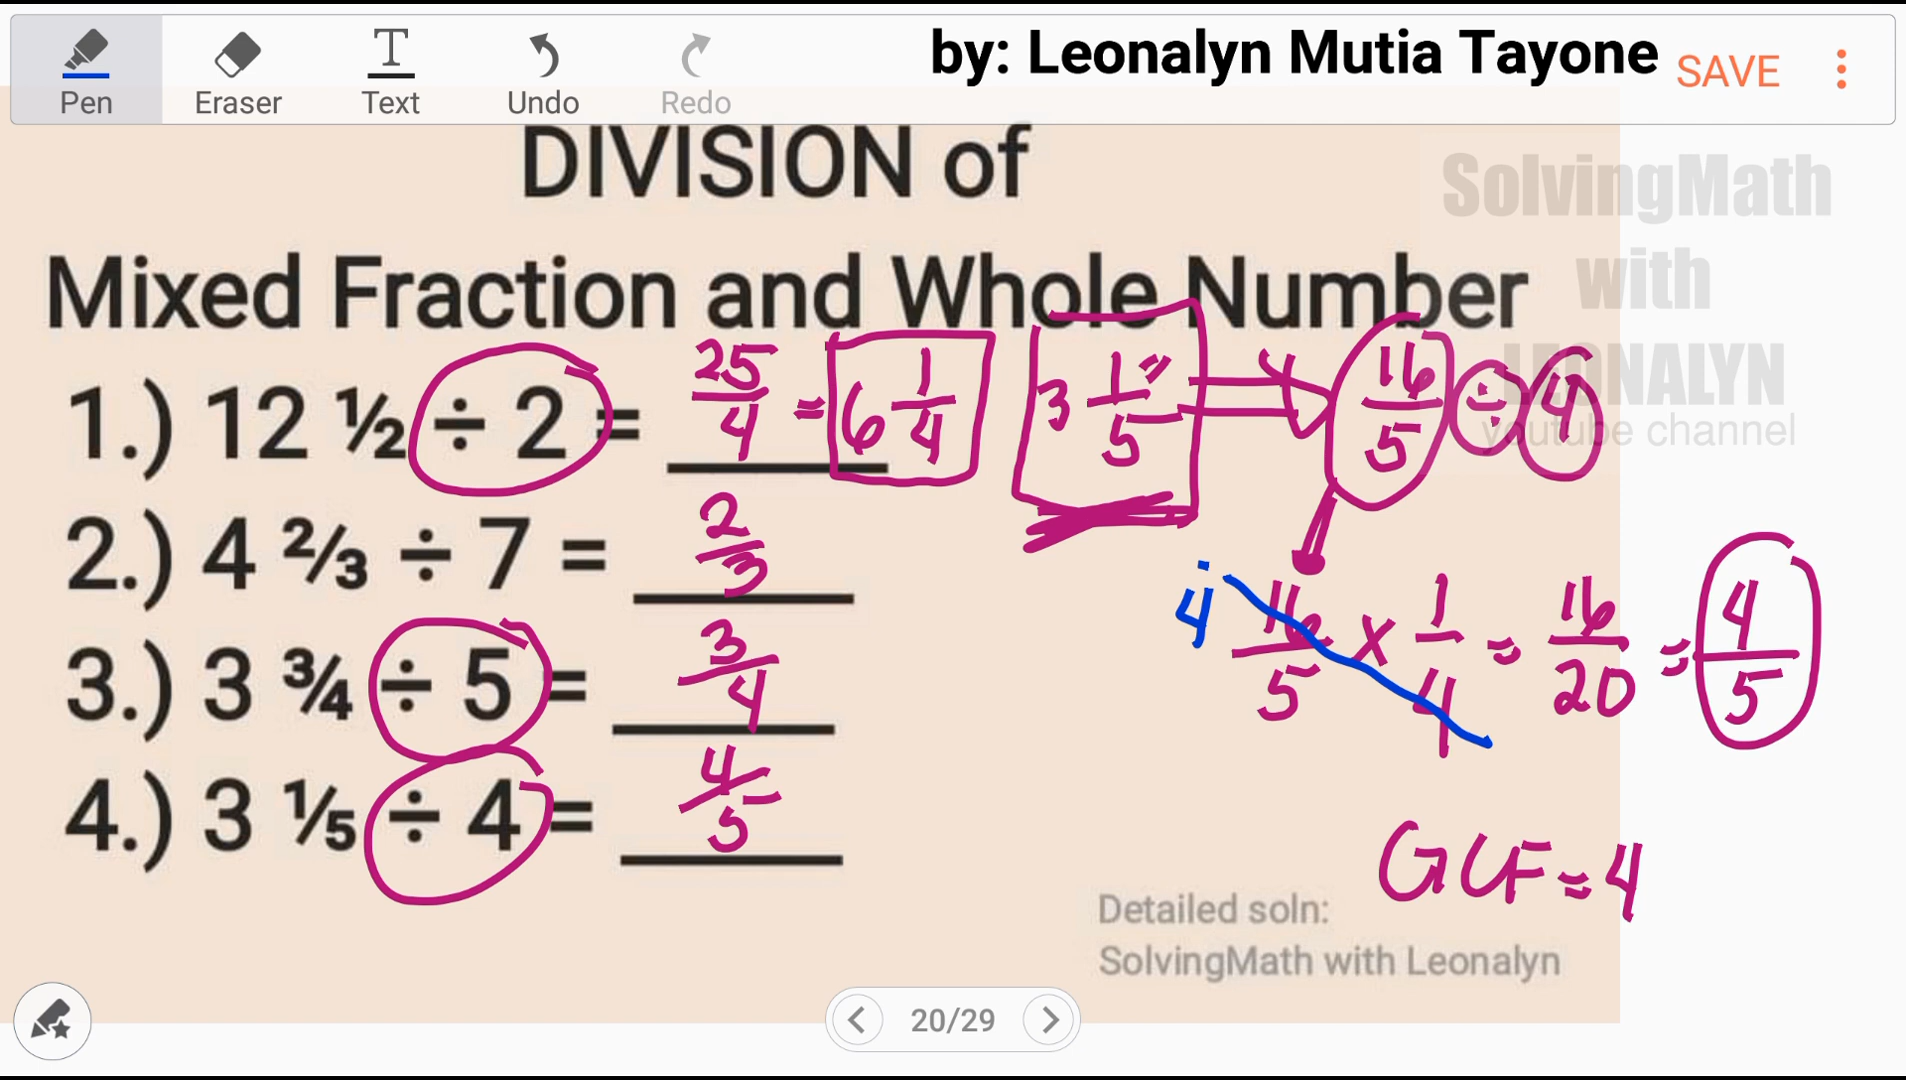 by: Leonalyn Mutia Tayone
SAVE
Pen
Eraser
Text
Undo
Redo
DIVISION of
SolvingMath
with
LEONALYN
youtube channel
Mixed Fraction and Whole Number
1.) 12 ½ ÷ 2 = 25/4 = 6 1/4
3 1/5 16/5 ÷ 4
2.) 4 ⅔ ÷ 7 = 2/3
4 16/5 x 1/4 = 16/20 = 4/5
3.) 3 ¾ ÷ 5 = 3/4
4.) 3 ⅕ ÷ 4 = 4/5
GCF = 4
Detailed soln:
SolvingMath with Leonalyn
20/29